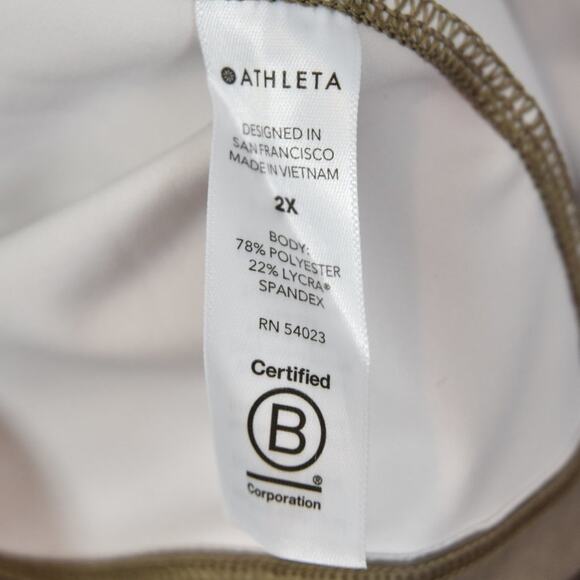 ATHLETA
DESIGNED IN
SAN FRANCISCO
MADE IN VIETNAM
2X
BODY:
78% POLYESTER
22% LYCRA®
SPANDEX
RN 54023
Certified
B
®
Corporation